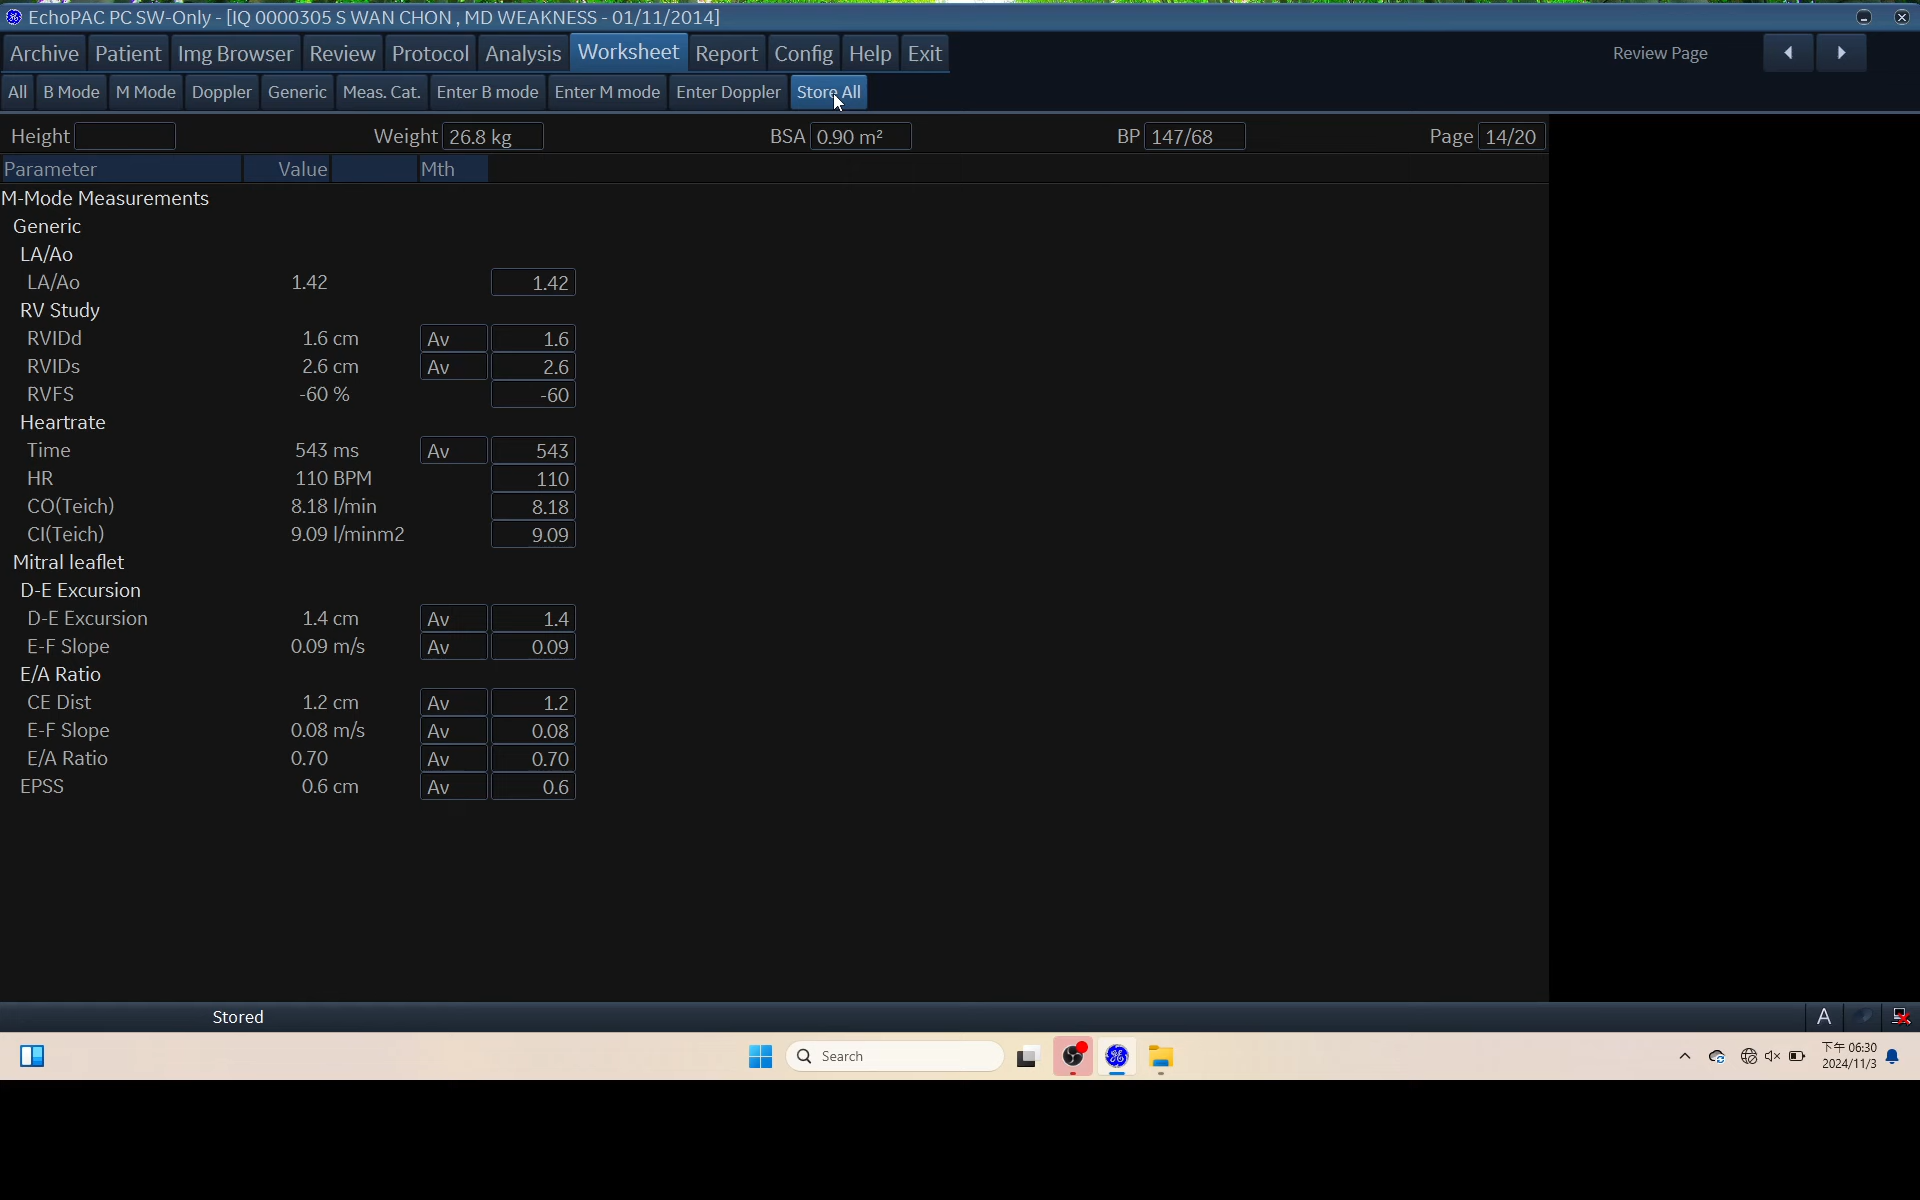 EchoPAC PC SW-Only - [IQ 0000305 S WAN CHON , MD WEAKNESS - 01/11/2014]
Archive Patient Img Browser Review Protocol Analysis Worksheet Report Config Help Exit Review Page
All B Mode M Mode Doppler Generic Meas. Cat. Enter B mode Enter M mode Enter Doppler Store All
Height Weight 26.8 kg BSA 0.90 m² BP 147/68 Page 14/20
Parameter Value Mth
M-Mode Measurements
Generic
LA/Ao
LA/Ao 1.42 1.42
RV Study
RVIDd 1.6 cm Av 1.6
RVIDs 2.6 cm Av 2.6
RVFS -60 % -60
Heartrate
Time 543 ms Av 543
HR 110 BPM 110
CO(Teich) 8.18 l/min 8.18
CI(Teich) 9.09 l/minm2 9.09
Mitral leaflet
D-E Excursion
D-E Excursion 1.4 cm Av 1.4
E-F Slope 0.09 m/s Av 0.09
E/A Ratio
CE Dist 1.2 cm Av 1.2
E-F Slope 0.08 m/s Av 0.08
E/A Ratio 0.70 Av 0.70
EPSS 0.6 cm Av 0.6
Stored A
Search
下午 06:30
2024/11/3